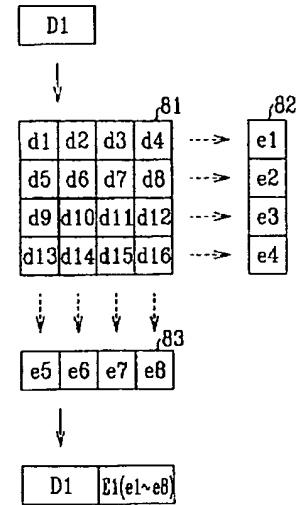 D1
81
82
d1 d2 d3 d4
e1
d5 d6 d7 d8
e2
d9 d10 d11 d12
e3
d13 d14 d15 d16
e4
83
e5 e6 e7 e8
D1 E1(e1~e8)